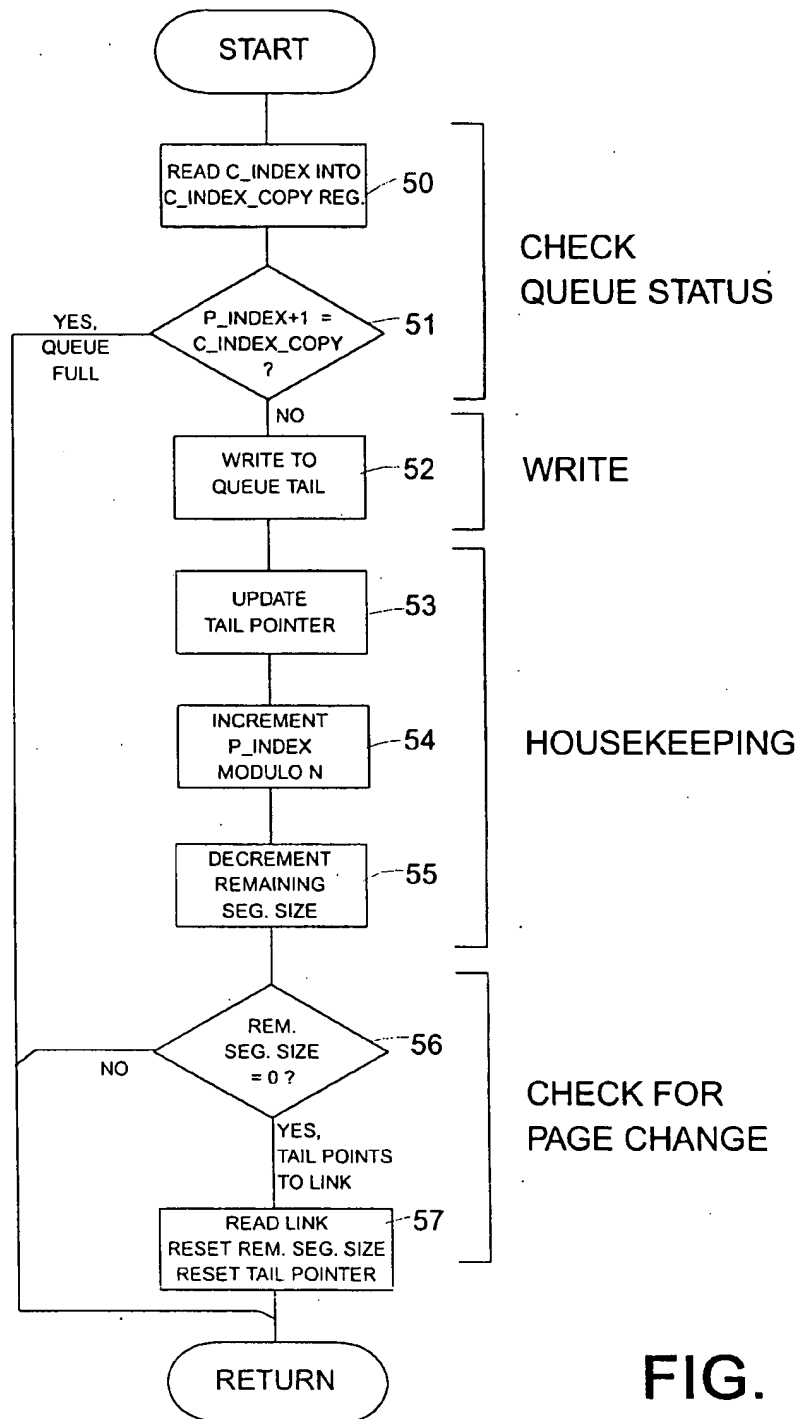 START
READ C_INDEX INTO
C_INDEX_COPY REG.
50
CHECK
QUEUE STATUS
P_INDEX+1 =
C_INDEX_COPY
?
51
YES,
QUEUE
FULL
NO
WRITE TO
QUEUE TAIL
52
WRITE
UPDATE
TAIL POINTER
53
INCREMENT
P_INDEX
MODULO N
54
HOUSEKEEPING
DECREMENT
REMAINING
SEG. SIZE
55
REM.
SEG. SIZE
= 0 ?
56
NO
CHECK FOR
PAGE CHANGE
YES,
TAIL POINTS
TO LINK
READ LINK
RESET REM. SEG. SIZE
RESET TAIL POINTER
57
RETURN
FIG.